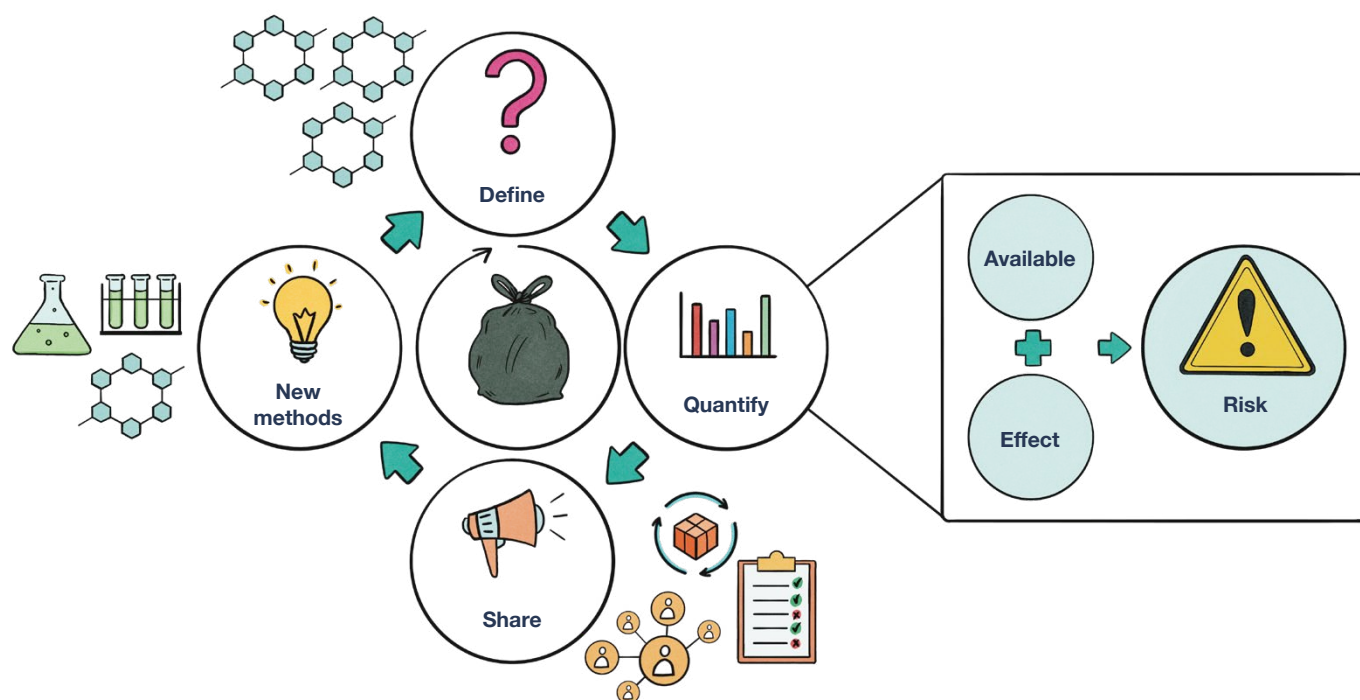 Define
Available
New
methods
Quantify
Effect
Risk
Share